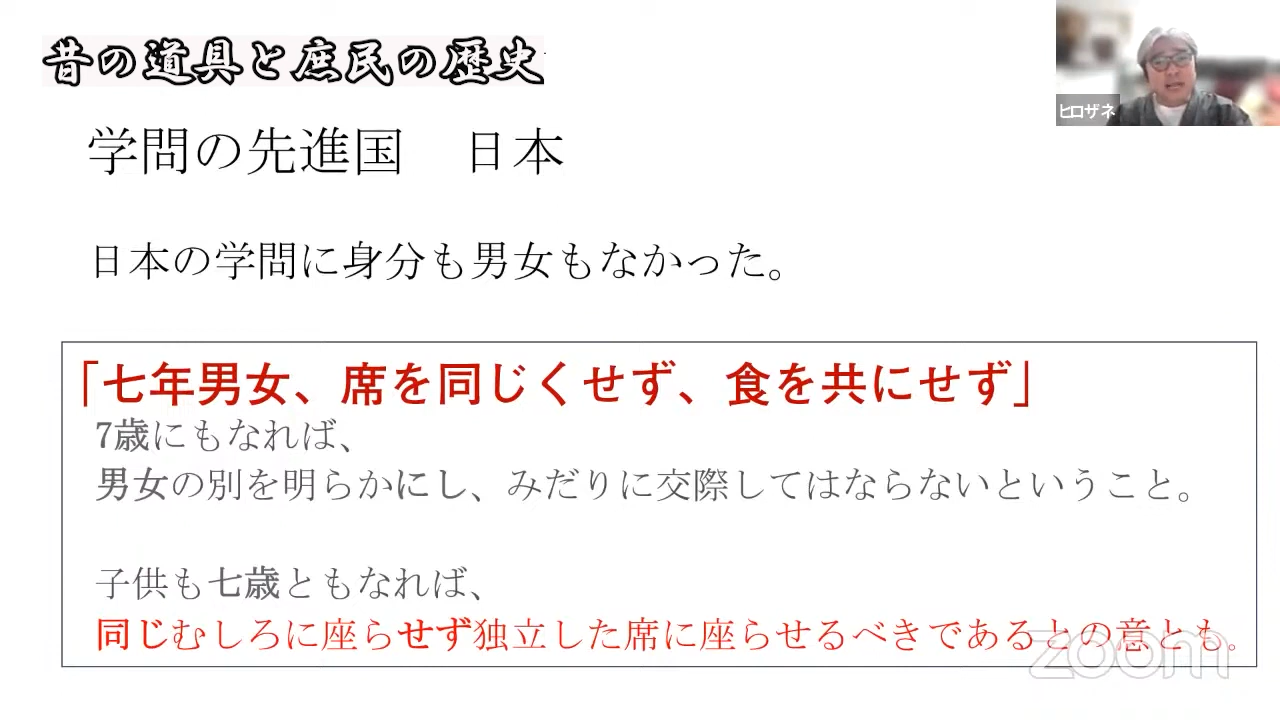 昔の道具と庶民の歴史
ヒロザネ
学問の先進国　日本
日本の学問に身分も男女もなかった。
「七年男女、席を同じくせず、食を共にせず」
7歳にもなれば、
男女の別を明らかにし、みだりに交際してはならないということ。
子供も七歳ともなれば、
同じむしろに座らせず独立した席に座らせるべきであるとの意とも。
zoom